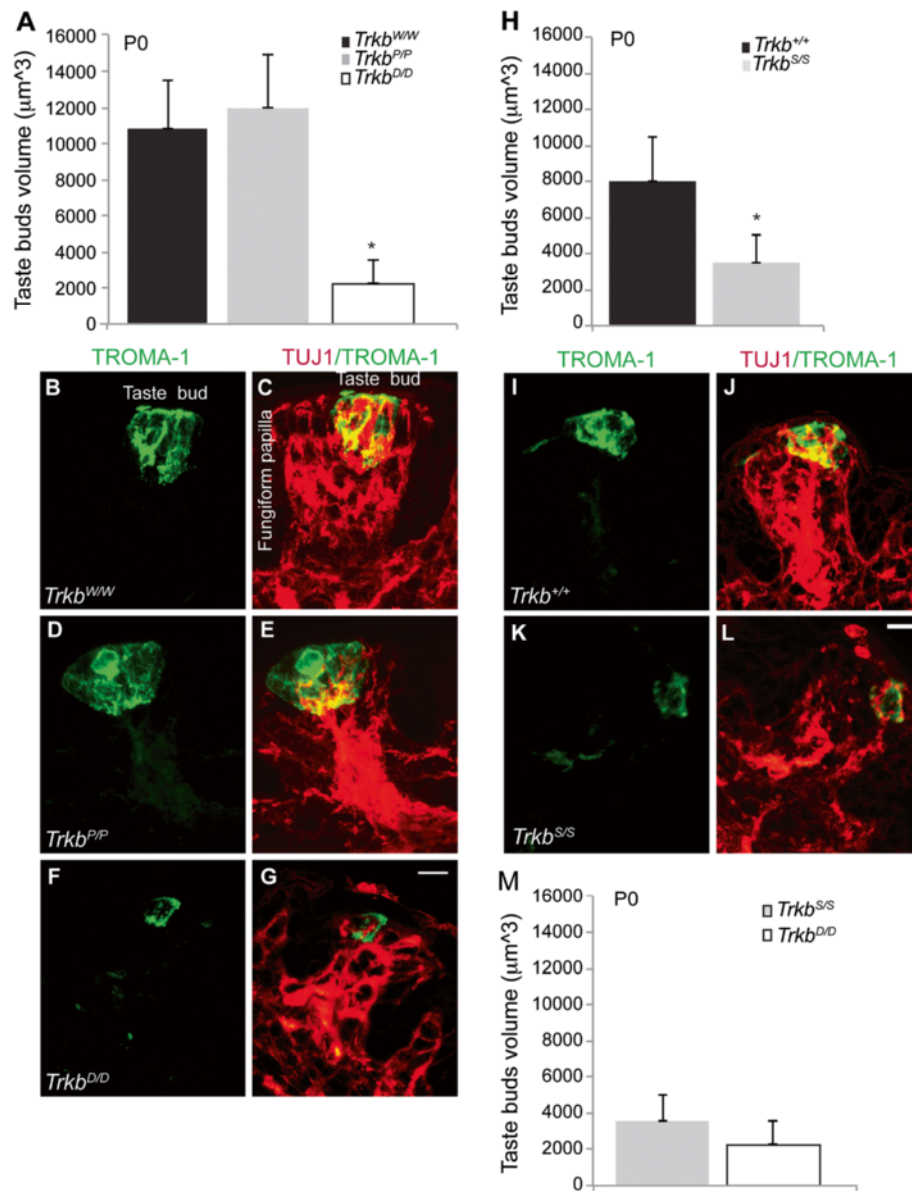 A
P0
Trkb^W/W
Trkb^P/P
Trkb^D/D
Taste buds volume (μm^3)
16000
14000
12000
10000
8000
6000
4000
2000
0
*
TROMA-1
TUJ1/TROMA-1
B
Taste bud
C
Taste bud
Fungiform papilla
Trkb^W/W
D
E
Trkb^P/P
F
G
Trkb^D/D
H
P0
Trkb^+/+
Trkb^S/S
Taste buds volume (μm^3)
16000
14000
12000
10000
8000
6000
4000
2000
0
*
TROMA-1
TUJ1/TROMA-1
I
J
Trkb^+/+
K
L
Trkb^S/S
M
P0
Trkb^S/S
Trkb^D/D
Taste buds volume (μm^3)
16000
14000
12000
10000
8000
6000
4000
2000
0